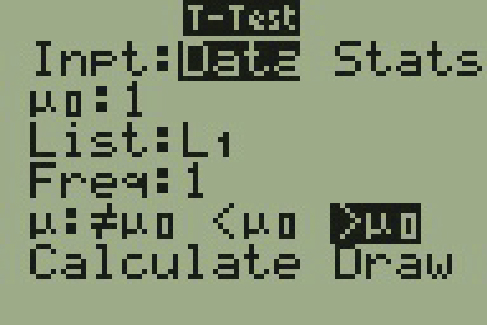 T-Test
Inpt:Data Stats
μ0:1
List:L1
Freq:1
μ:≠μ0 <μ0 >μ0
Calculate Draw